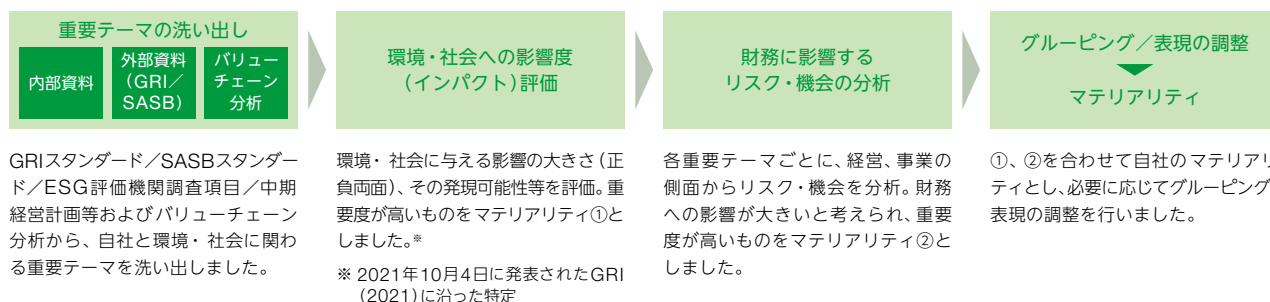 重要テーマの洗い出し
内部資料
外部資料
(GRI／
SASB)
バリュー
チェーン
分析
GRIスタンダード／SASBスタンダー
ド／ESG評価機関調査項目／中期
経営計画等およびバリューチェーン
分析から、自社と環境・社会に関わ
る重要テーマを洗い出しました。
環境・社会への影響度
(インパクト)評価
環境・社会に与える影響の大きさ(正
負両面)、その発現可能性等を評価。重
要度が高いものをマテリアリティ①と
しました。※
※ 2021年10月4日に発表されたGRI
(2021)に沿った特定
財務に影響する
リスク・機会の分析
各重要テーマごとに、経営、事業の
側面からリスク・機会を分析。財務
への影響が大きいと考えられ、重要
度が高いものをマテリアリティ②と
しました。
グルーピング／表現の調整
マテリアリティ
①、②を合わせて自社のマテリアリ
ティとし、必要に応じてグルーピング
表現の調整を行いました。